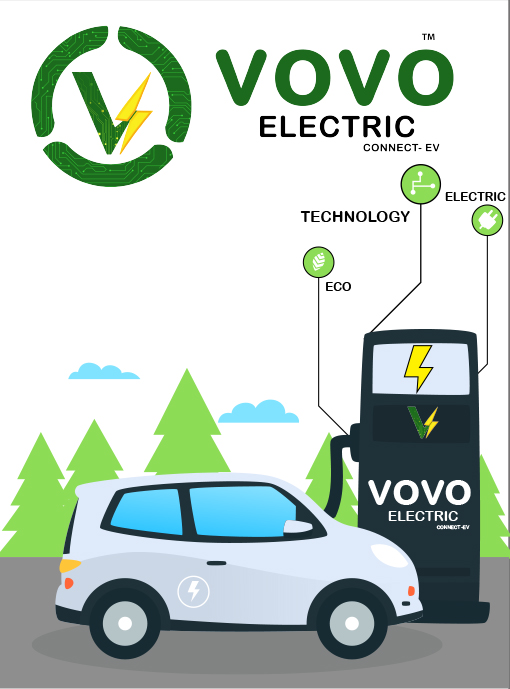 VOVO
TM
ELECTRIC
CONNECT- EV
TECHNOLOGY
ELECTRIC
ECO
V
VOVO
ELECTRIC
CONNECT-EV